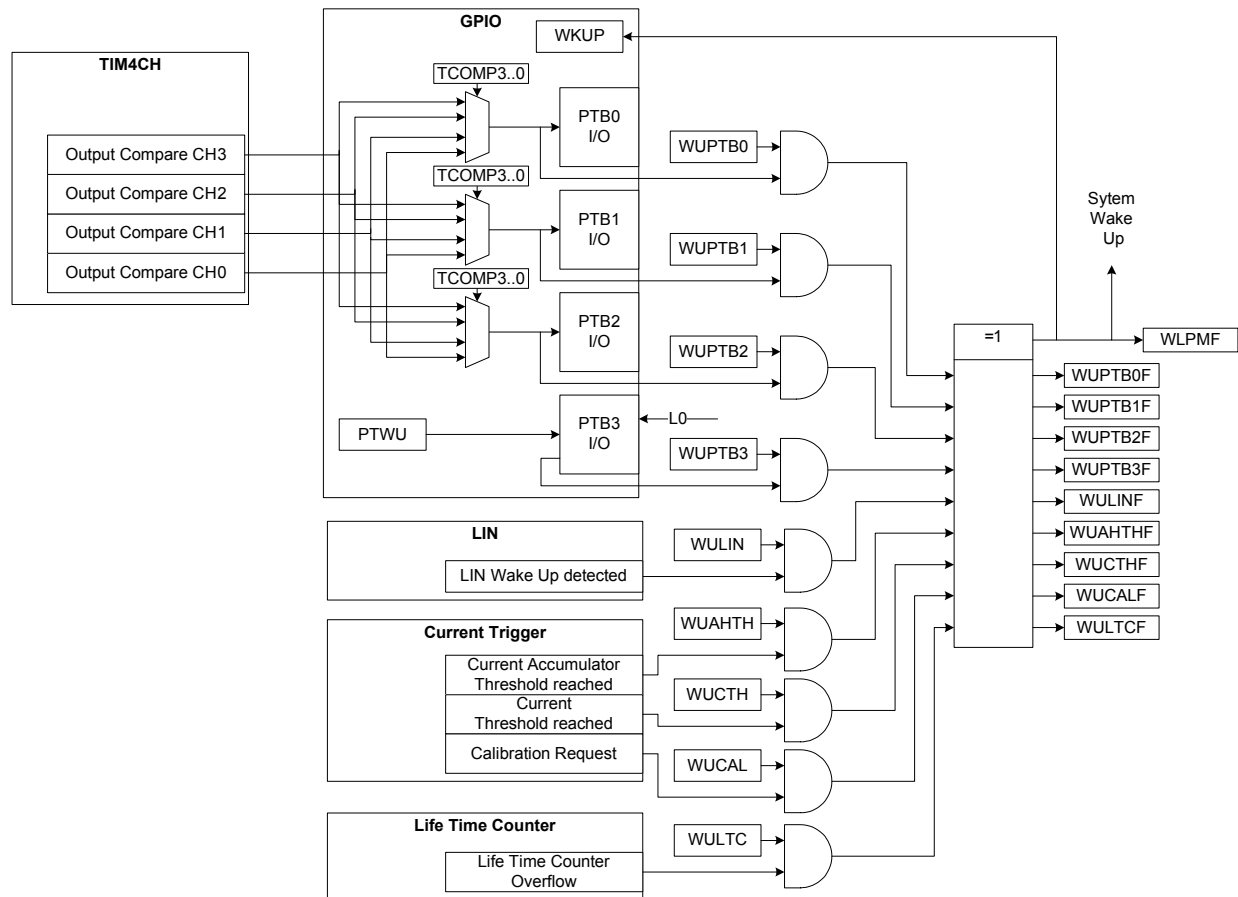 GPIO
WKUP
TIM4CH
TCOMP3..0
PTB0
I/O
WUPTB0
Output Compare CH3
Output Compare CH2
Output Compare CH1
Output Compare CH0
TCOMP3..0
PTB1
I/O
WUPTB1
Sytem
Wake
Up
TCOMP3..0
PTB2
I/O
WUPTB2
=1
WLPMF
WUPTB0F
WUPTB1F
WUPTB2F
WUPTB3F
WULINF
WUAHTHF
WUCTHF
WUCALF
WULTCF
PTWU
PTB3
I/O
L0
WUPTB3
LIN
LIN Wake Up detected
WULIN
Current Trigger
Current Accumulator
Threshold reached
Current
Threshold reached
Calibration Request
WUAHTH
WUCTH
WUCAL
Life Time Counter
Life Time Counter
Overflow
WULTC